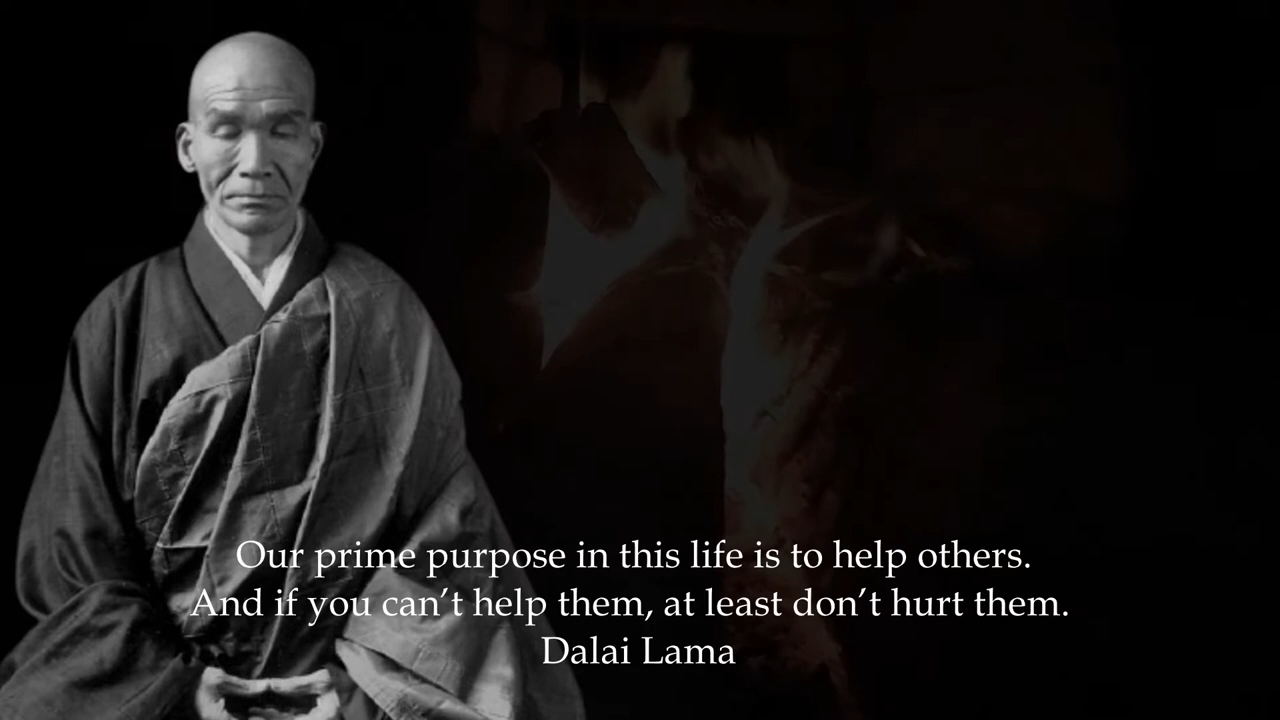 Our prime purpose in this life is to help others.
And if you can’t help them, at least don’t hurt them.
Dalai Lama